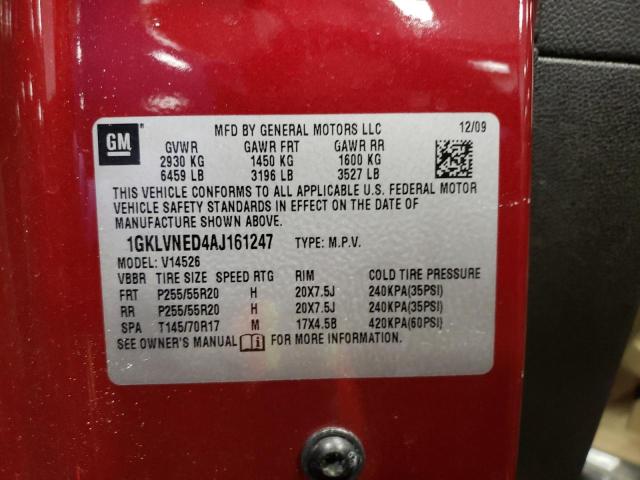 GM
MFD BY GENERAL MOTORS LLC 12/09
GVWR GAWR FRT GAWR RR
2930 KG 1450 KG 1600 KG
6459 LB 3196 LB 3527 LB
THIS VEHICLE CONFORMS TO ALL APPLICABLE U.S. FEDERAL MOTOR
VEHICLE SAFETY STANDARDS IN EFFECT ON THE DATE OF
MANUFACTURE SHOWN ABOVE.
1GKLVNED4AJ161247 TYPE: M.P.V.
MODEL: V14526
VBBR TIRE SIZE SPEED RTG RIM COLD TIRE PRESSURE
FRT P255/55R20 H 20X7.5J 240KPA(35PSI)
RR P255/55R20 H 20X7.5J 240KPA(35PSI)
SPA T145/70R17 M 17X4.5B 420KPA(60PSI)
SEE OWNER'S MANUAL FOR MORE INFORMATION.